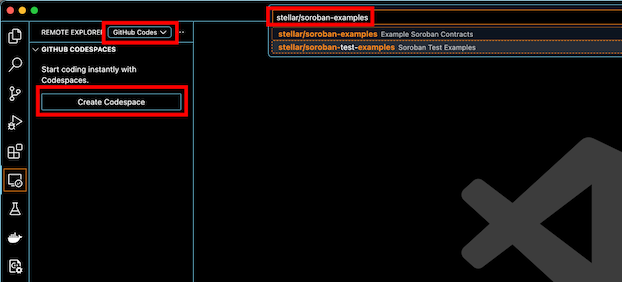 REMOTE EXPLORER
GitHub Codes
GITHUB CODESPACES
Start coding instantly with
Codespaces.
Create Codespace
stellar/soroban-examples
stellar/soroban-examples Example Soroban Contracts
stellar/soroban-test-examples Soroban Test Examples